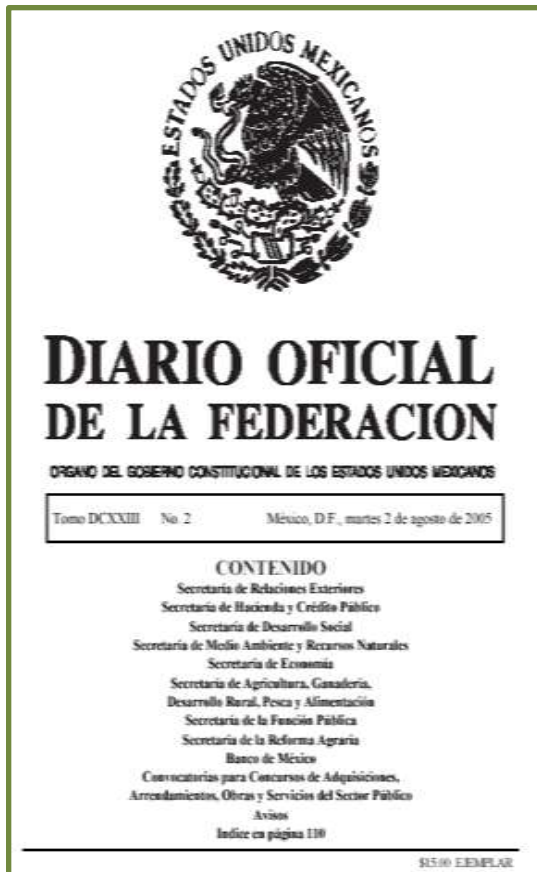 ESTADOS UNIDOS MEXICANOS
DIARIO OFICIAL
DE LA FEDERACION
ORGANO DEL GOBIERNO CONSTITUCIONAL DE LOS ESTADOS UNIDOS MEXICANOS
Tomo DCXXIII No. 2 México, D.F., martes 2 de agosto de 2005
CONTENIDO
Secretaría de Relaciones Exteriores
Secretaría de Hacienda y Crédito Público
Secretaría de Desarrollo Social
Secretaría de Medio Ambiente y Recursos Naturales
Secretaría de Economía
Secretaría de Agricultura, Ganadería,
Desarrollo Rural, Pesca y Alimentación
Secretaría de la Función Pública
Secretaría de la Reforma Agraria
Banco de México
Convocatorias para Concursos de Adquisiciones,
Arrendamientos, Obras y Servicios del Sector Público
Avisos
Indice en página 110
$15.00 EJEMPLAR